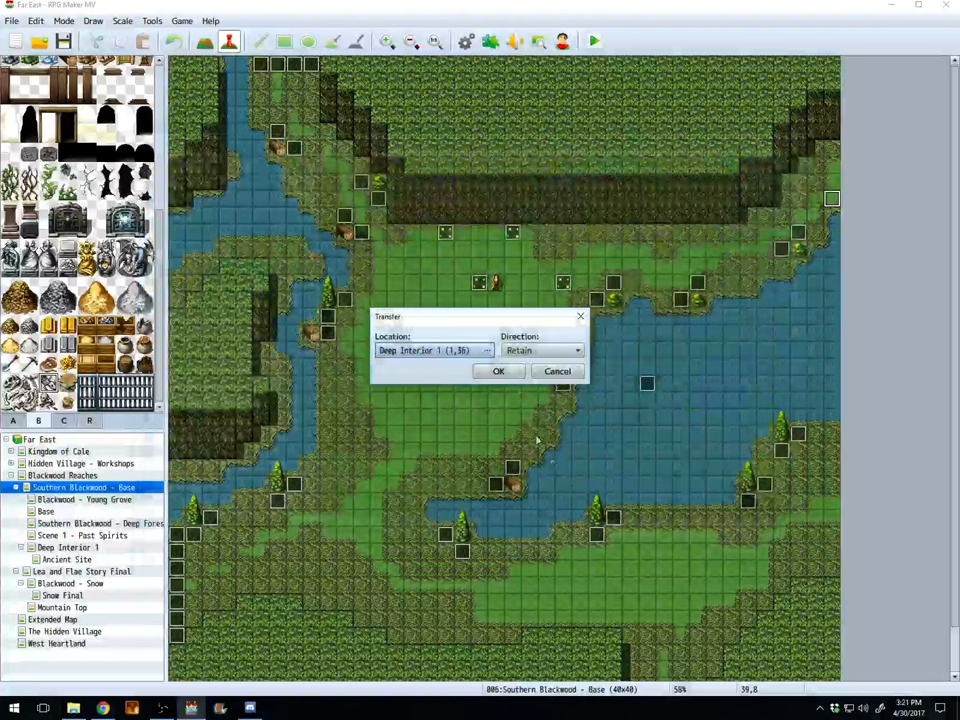 Far East - RPG Maker MV
File Edit Mode Draw Scale Tools Game Help
Transfer
Location: Direction:
Deep Interior 1 (1,36) ... Retain
OK Cancel
A B C R
Far East
Kingdom of Cale
Hidden Village - Workshops
Blackwood Reaches
Southern Blackwood - Base
Blackwood - Young Grove
Base
Southern Blackwood - Deep Fores
Scene 1 - Past Spirits
Deep Interior 1
Ancient Site
Lea and Flae Story Final
Blackwood - Snow
Snow Final
Mountain Top
Extended Map
The Hidden Village
West Heartland
006:Southern Blackwood - Base (40x40) 58% 39,8
3:21 PM
4/30/2017